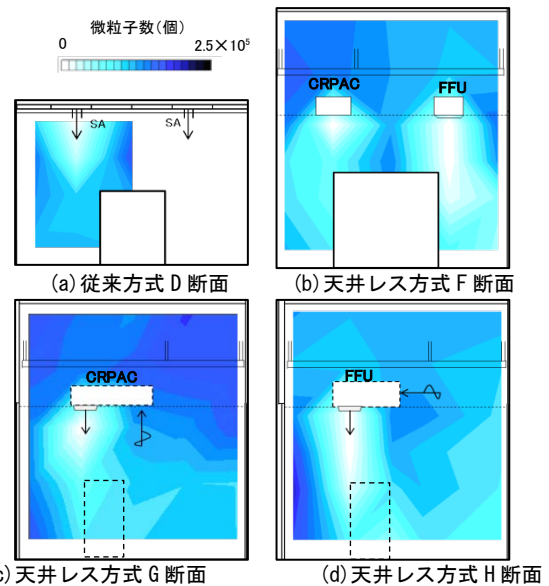 微粒子数(個)
0 2.5×10⁵
SA SA
(a)従来方式 D 断面
CRPAC FFU
(b)天井レス方式 F 断面
CRPAC
c)天井レス方式 G 断面
FFU
(d)天井レス方式 H 断面